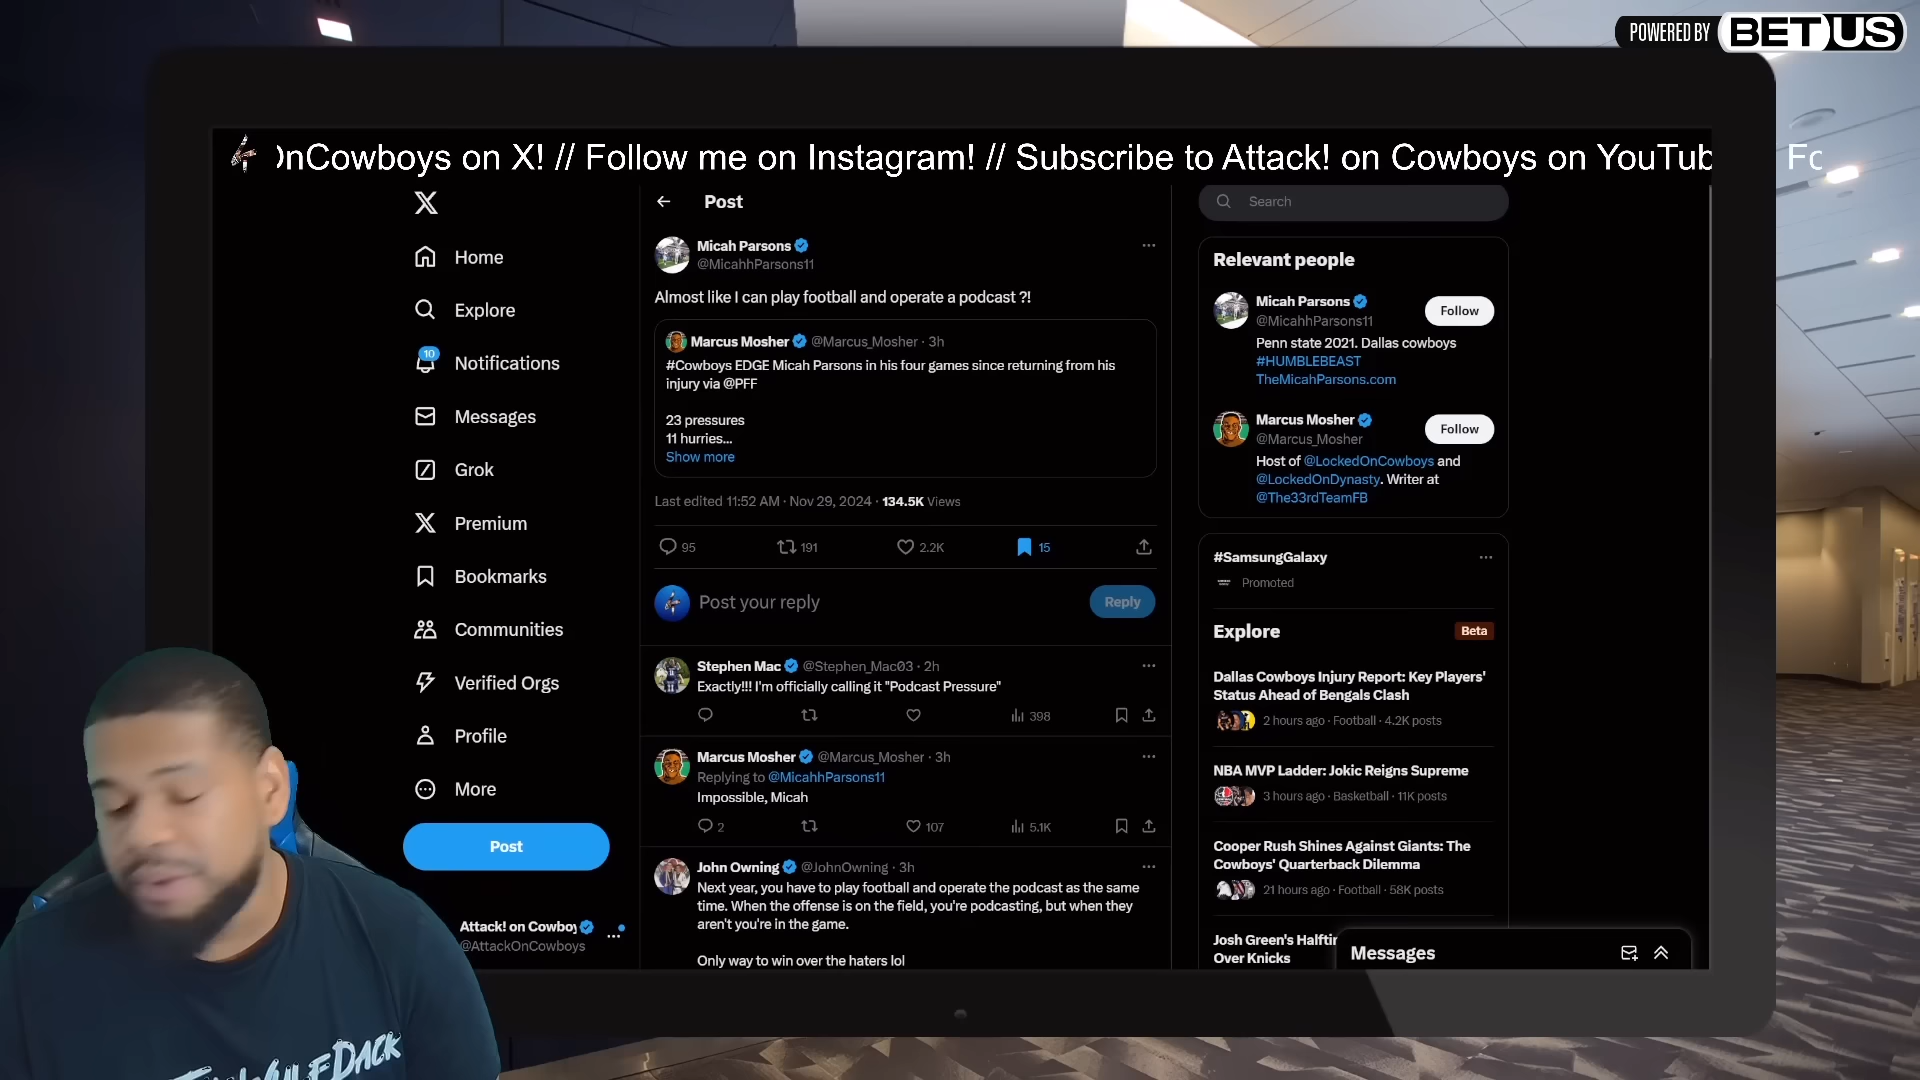 POWERED BY BETUS
OnCowboys on X! // Follow me on Instagram! // Subscribe to Attack! on Cowboys on YouTub
Fo
Post
Search
Home
Explore
10
Notifications
Messages
Grok
Premium
Bookmarks
Communities
Verified Orgs
Profile
More
Post
Attack! on Cowboy
@AttackOnCowboys
Micah Parsons
@MicahhParsons11
Almost like I can play football and operate a podcast ?!
Marcus Mosher @Marcus_Mosher · 3h
#Cowboys EDGE Micah Parsons in his four games since returning from his
injury via @PFF
23 pressures
11 hurries...
Show more
Last edited 11:52 AM · Nov 29, 2024 · 134.5K Views
95 191 2.2K 15
Post your reply
Reply
Stephen Mac @Stephen_Mac03 · 2h
Exactly!!! I'm officially calling it "Podcast Pressure"
398
Marcus Mosher @Marcus_Mosher · 3h
Replying to @MicahhParsons11
Impossible, Micah
2 107 5.1K
John Owning @JohnOwning · 3h
Next year, you have to play football and operate the podcast as the same
time. When the offense is on the field, you're podcasting, but when they
aren't you're in the game.
Only way to win over the haters lol
Relevant people
Micah Parsons
@MicahhParsons11
Follow
Penn state 2021. Dallas cowboys
#HUMBLEBEAST
TheMicahParsons.com
Marcus Mosher
@Marcus_Mosher
Follow
Host of @LockedOnCowboys and
@LockedOnDynasty. Writer at
@The33rdTeamFB
#SamsungGalaxy
Promoted
Explore
Beta
Dallas Cowboys Injury Report: Key Players'
Status Ahead of Bengals Clash
2 hours ago · Football · 4.2K posts
NBA MVP Ladder: Jokic Reigns Supreme
3 hours ago · Basketball · 11K posts
Cooper Rush Shines Against Giants: The
Cowboys' Quarterback Dilemma
21 hours ago · Football · 58K posts
Josh Green's Halfti
Over Knicks
Messages